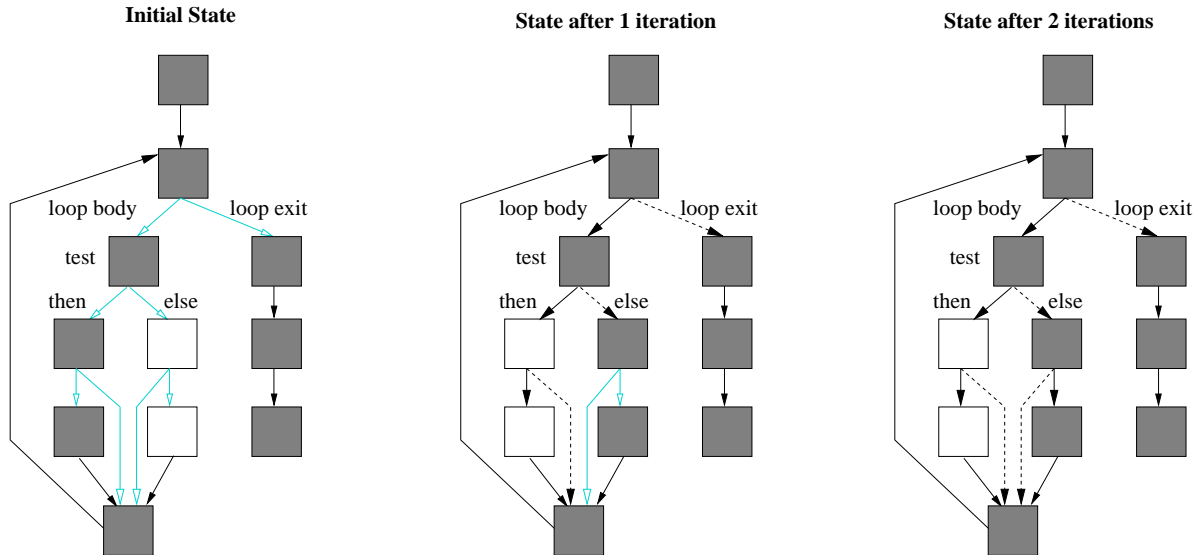 Initial State
loop body
loop exit
test
then
else
State after 1 iteration
loop body
loop exit
test
then
else
State after 2 iterations
loop body
loop exit
test
then
else